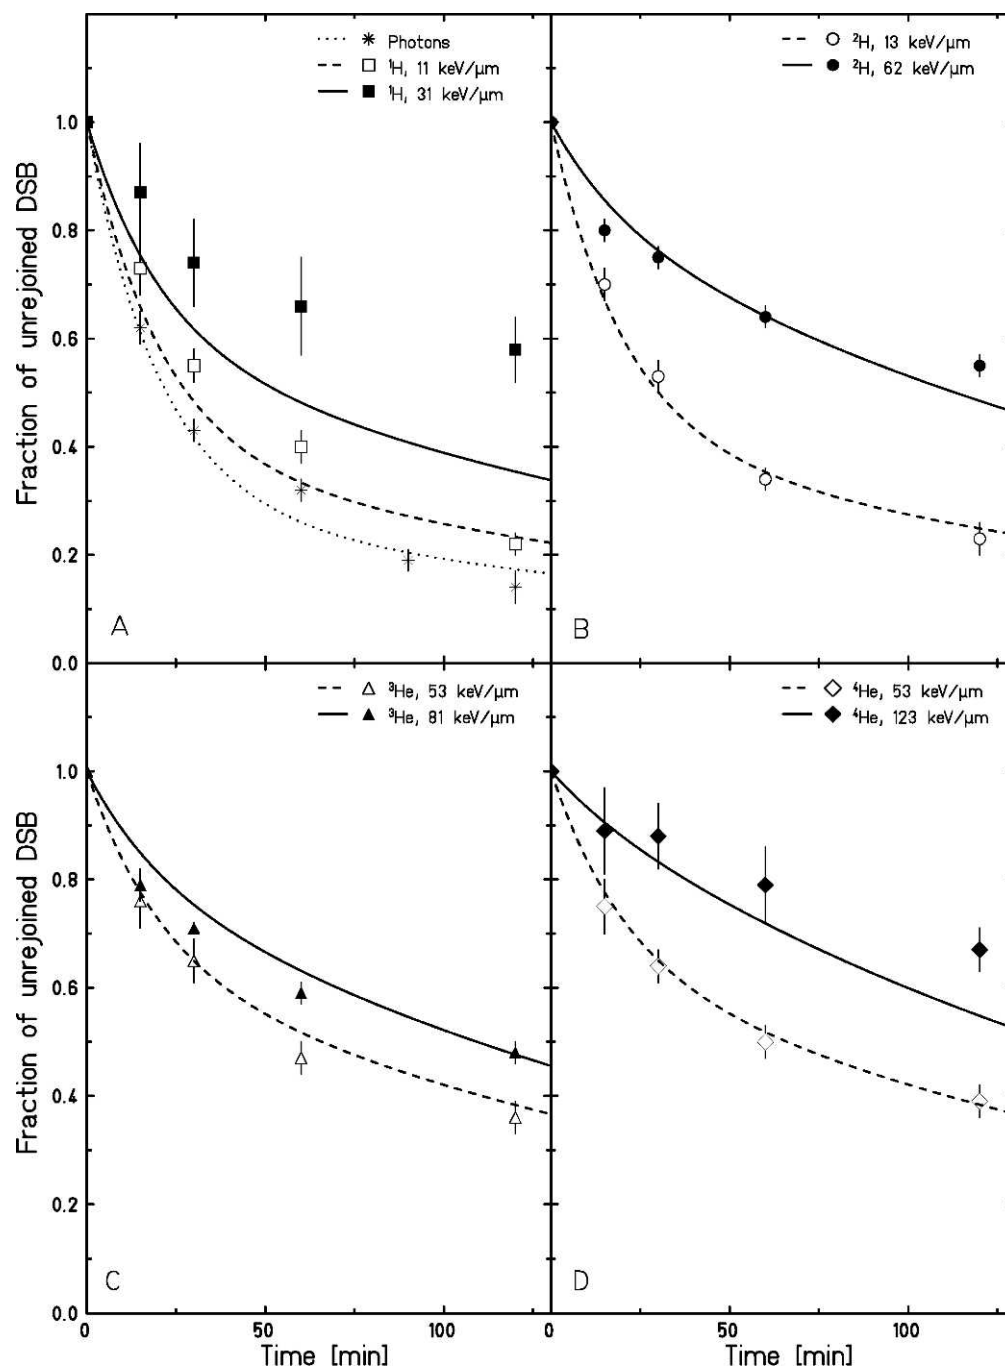 Photons
¹H, 11 keV/μm
¹H, 31 keV/μm
²H, 13 keV/μm
²H, 62 keV/μm
Fraction of unrejoined DSB
1.0
0.8
0.6
0.4
0.2
0.0
A
B
³He, 53 keV/μm
³He, 81 keV/μm
⁴He, 53 keV/μm
⁴He, 123 keV/μm
Fraction of unrejoined DSB
1.0
0.8
0.6
0.4
0.2
0.0
C
D
0 50 100 0 50 100
Time [min] Time [min]